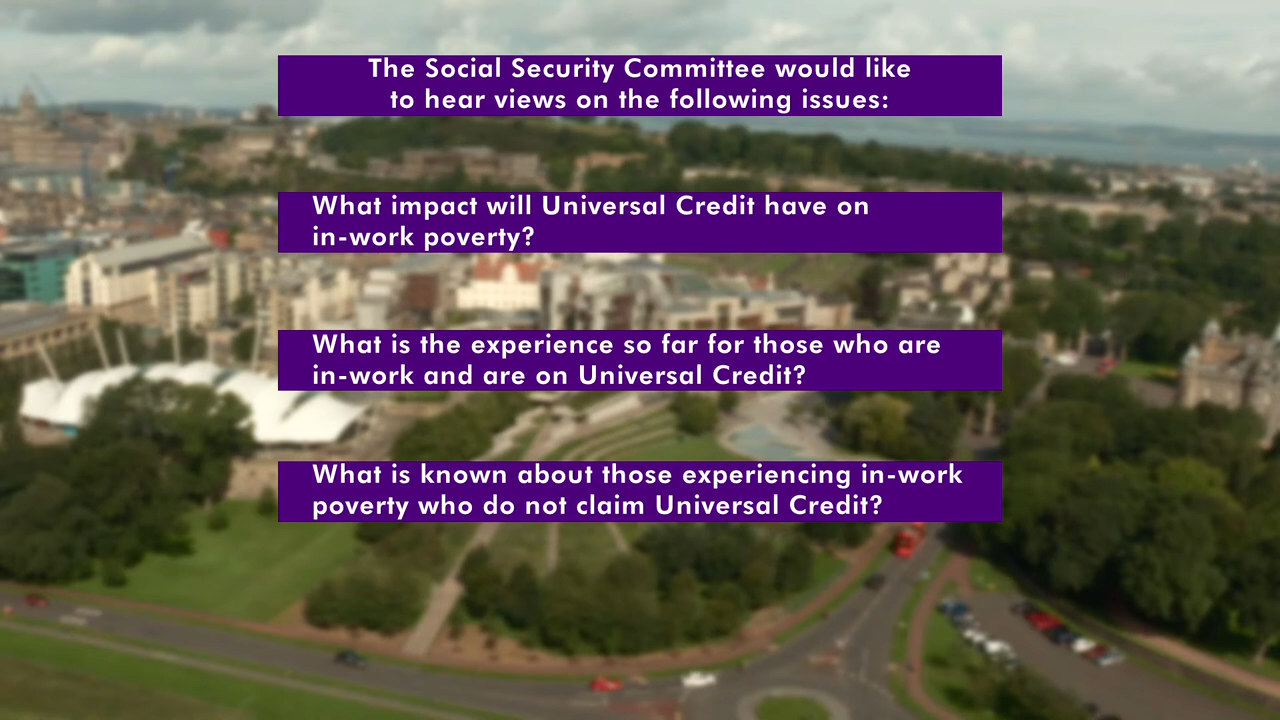 The Social Security Committee would like
to hear views on the following issues:
What impact will Universal Credit have on
in-work poverty?
What is the experience so far for those who are
in-work and are on Universal Credit?
What is known about those experiencing in-work
poverty who do not claim Universal Credit?